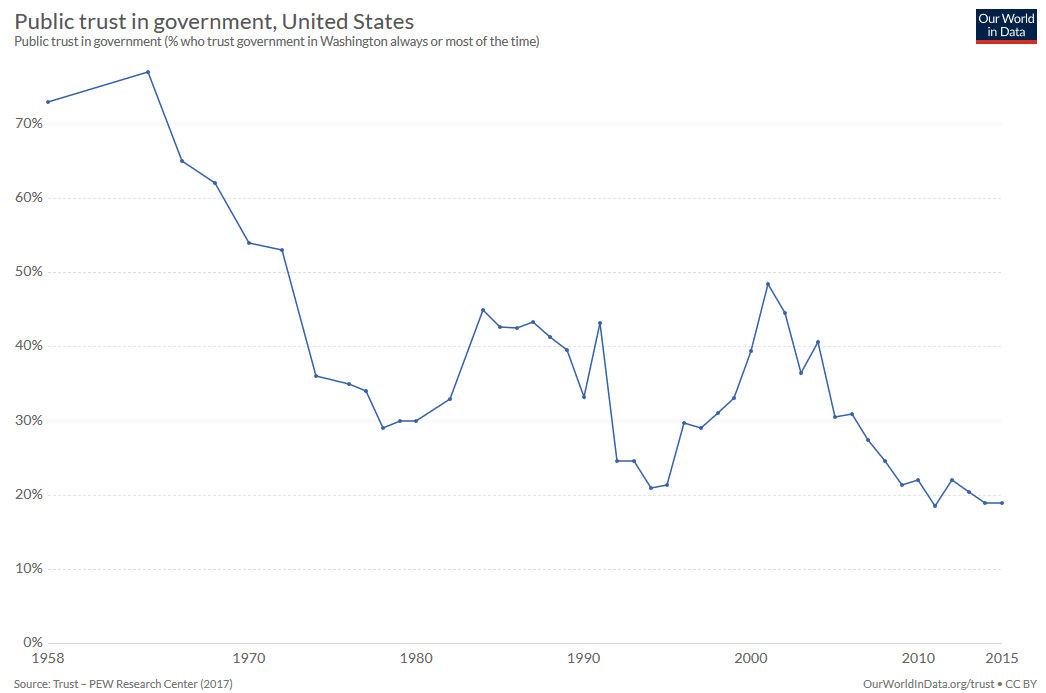 Public trust in government, United States
Public trust in government (% who trust government in Washington always or most of the time)
Our World
in Data
70%
60%
50%
40%
30%
20%
10%
0%
1958 1970 1980 1990 2000 2010 2015
Source: Trust – PEW Research Center (2017)
OurWorldInData.org/trust • CC BY